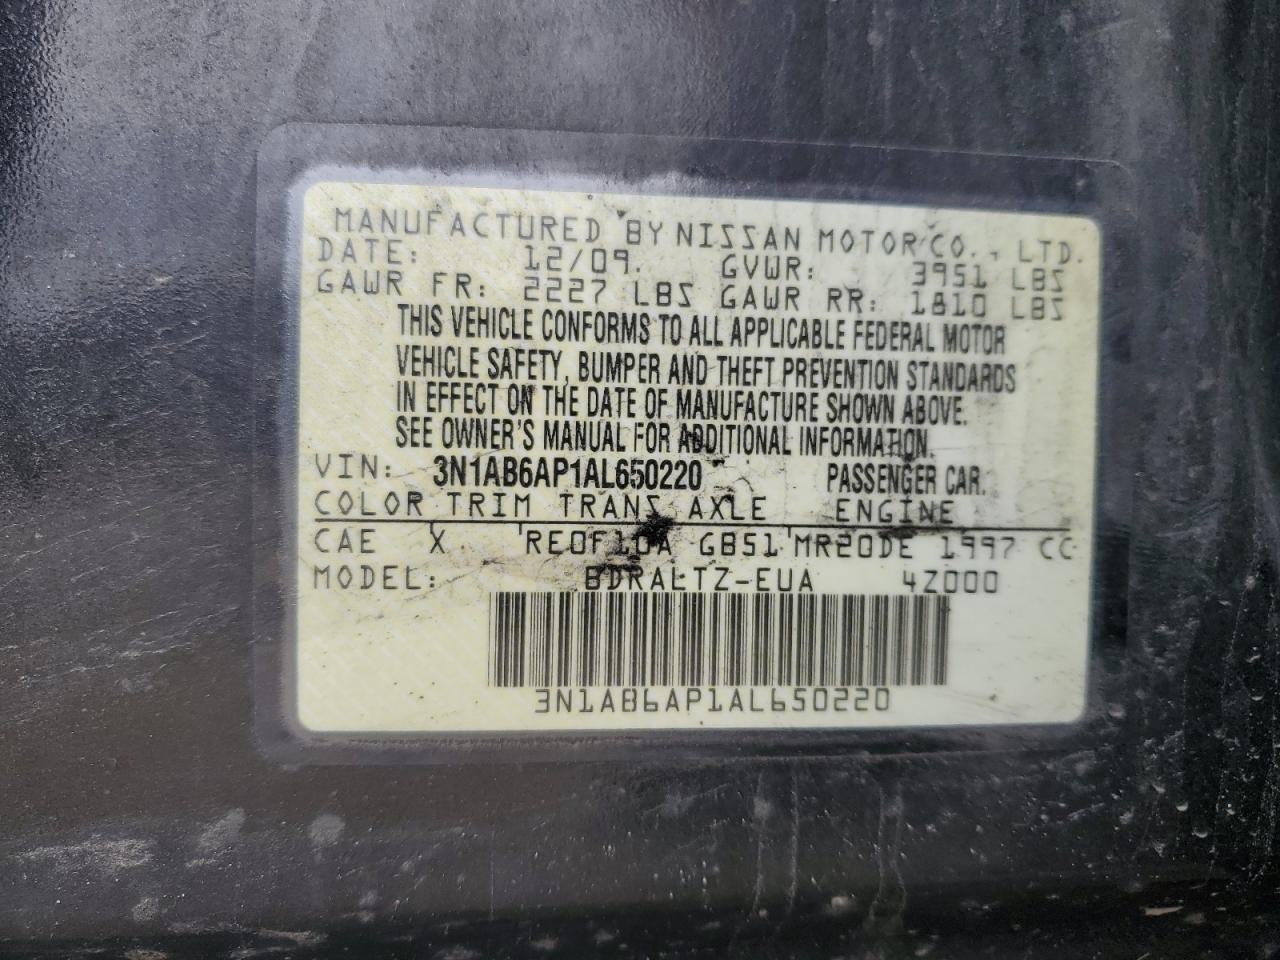 MANUFACTURED BY NISSAN MOTOR CO., LTD.
DATE: 12/09. GVWR: 3951 LBS
GAWR FR: 2227 LBS GAWR RR: 1810 LBS
THIS VEHICLE CONFORMS TO ALL APPLICABLE FEDERAL MOTOR
VEHICLE SAFETY, BUMPER AND THEFT PREVENTION STANDARDS
IN EFFECT ON THE DATE OF MANUFACTURE SHOWN ABOVE.
SEE OWNER'S MANUAL FOR ADDITIONAL INFORMATION.
VIN: 3N1AB6AP1AL650220 PASSENGER CAR.
COLOR TRIM TRANS AXLE ENGINE
CAE X RE0F10A GB51 MR20DE 1997 CC
MODEL: BDRALTZ-EUA 4Z000
3N1AB6AP1AL650220